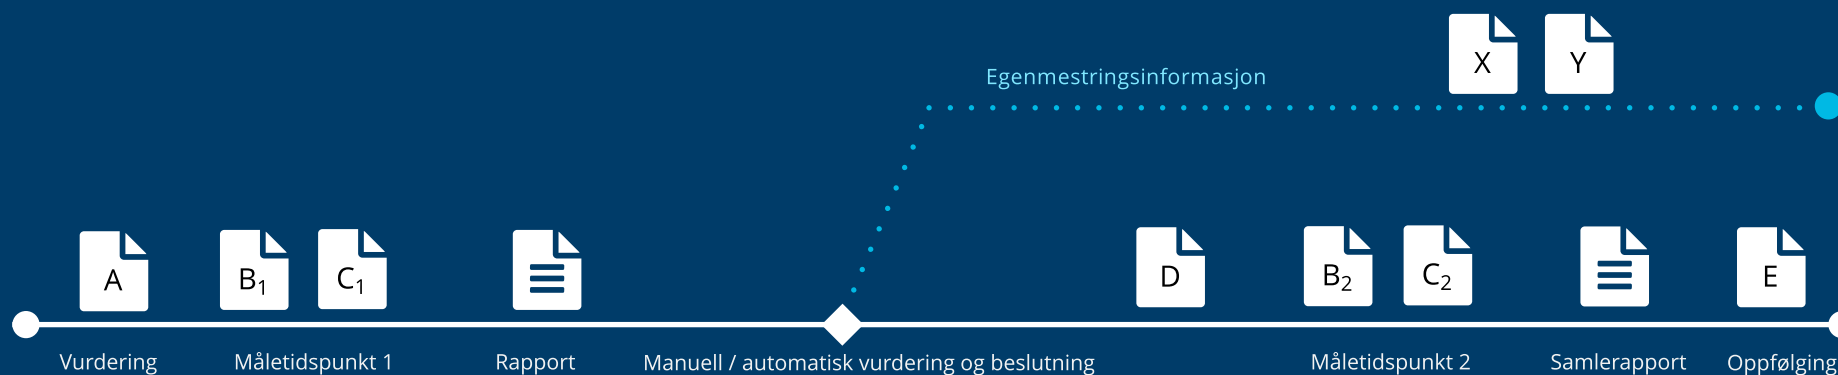 X
Y
Egenmestringsinformasjon
A
B1
C1
D
B2
C2
E
Vurdering
Måletidspunkt 1
Rapport
Manuell / automatisk vurdering og beslutning
Måletidspunkt 2
Samlerapport
Oppfølging